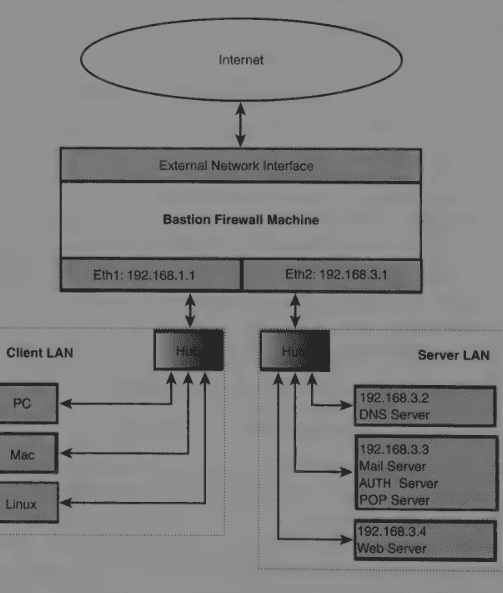 Internet
External Network Interface
Bastion Firewall Machine
Eth1: 192.168.1.1
Eth2: 192.168.3.1
Client LAN
Hub
PC
Mac
Linux
Hub
Server LAN
192.168.3.2
DNS Server
192.168.3.3
Mail Server
AUTH Server
POP Server
192.168.3.4
Web Server